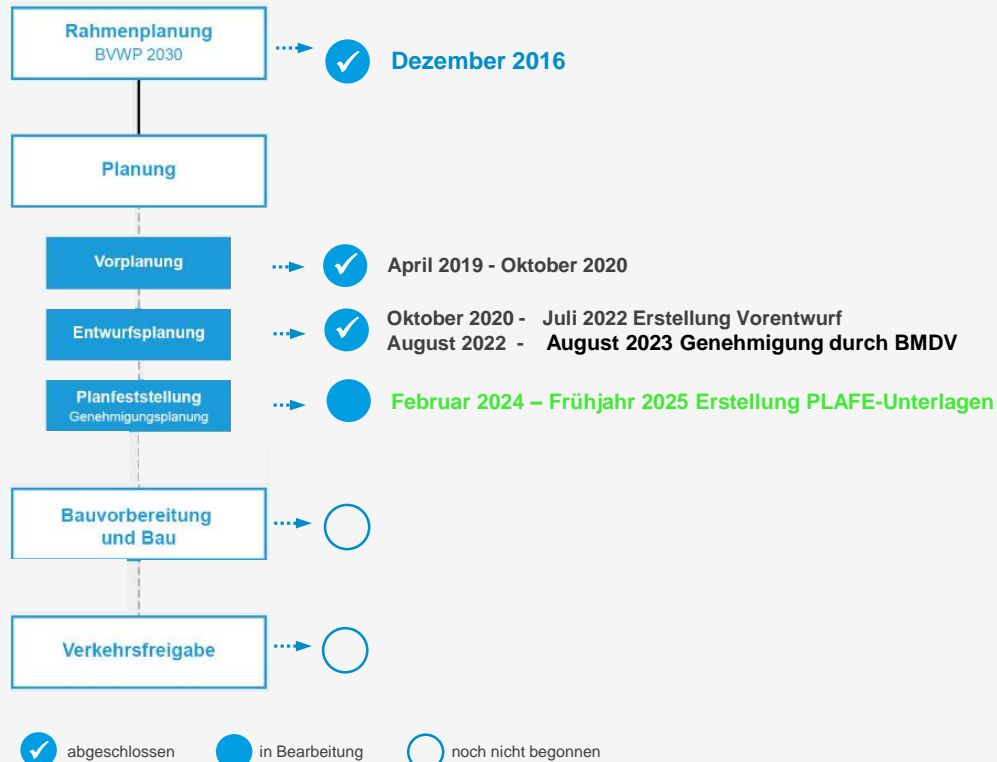 Rahmenplanung
BVWP 2030
Dezember 2016
Planung
Vorplanung
April 2019 - Oktober 2020
Entwurfsplanung
Oktober 2020 - Juli 2022 Erstellung Vorentwurf
August 2022 - August 2023 Genehmigung durch BMDV
Planfeststellung
Genehmigungsplanung
Februar 2024 – Frühjahr 2025 Erstellung PLAFE-Unterlagen
Bauvorbereitung
und Bau
Verkehrsfreigabe
abgeschlossen
in Bearbeitung
noch nicht begonnen